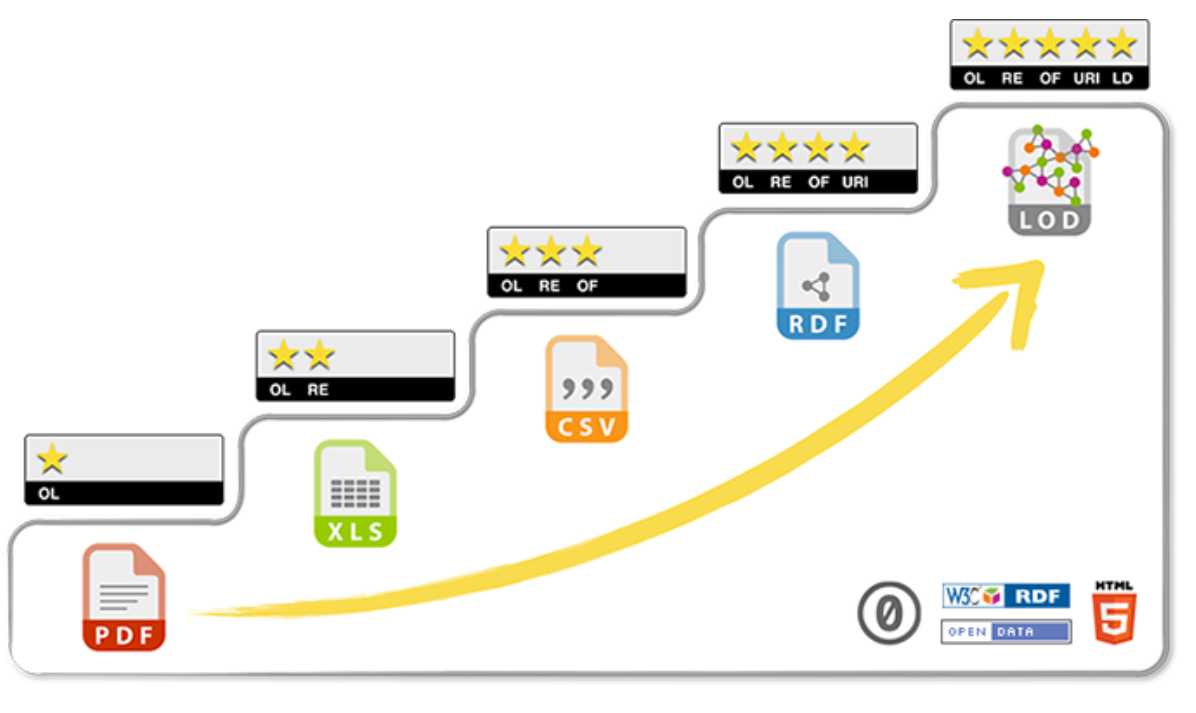 OL RE OF URI LD
LOD
OL RE OF URI
RDF
OL RE OF
,,,
CSV
OL RE
XLS
OL
PDF
0
W3C RDF
OPEN DATA
HTML
5